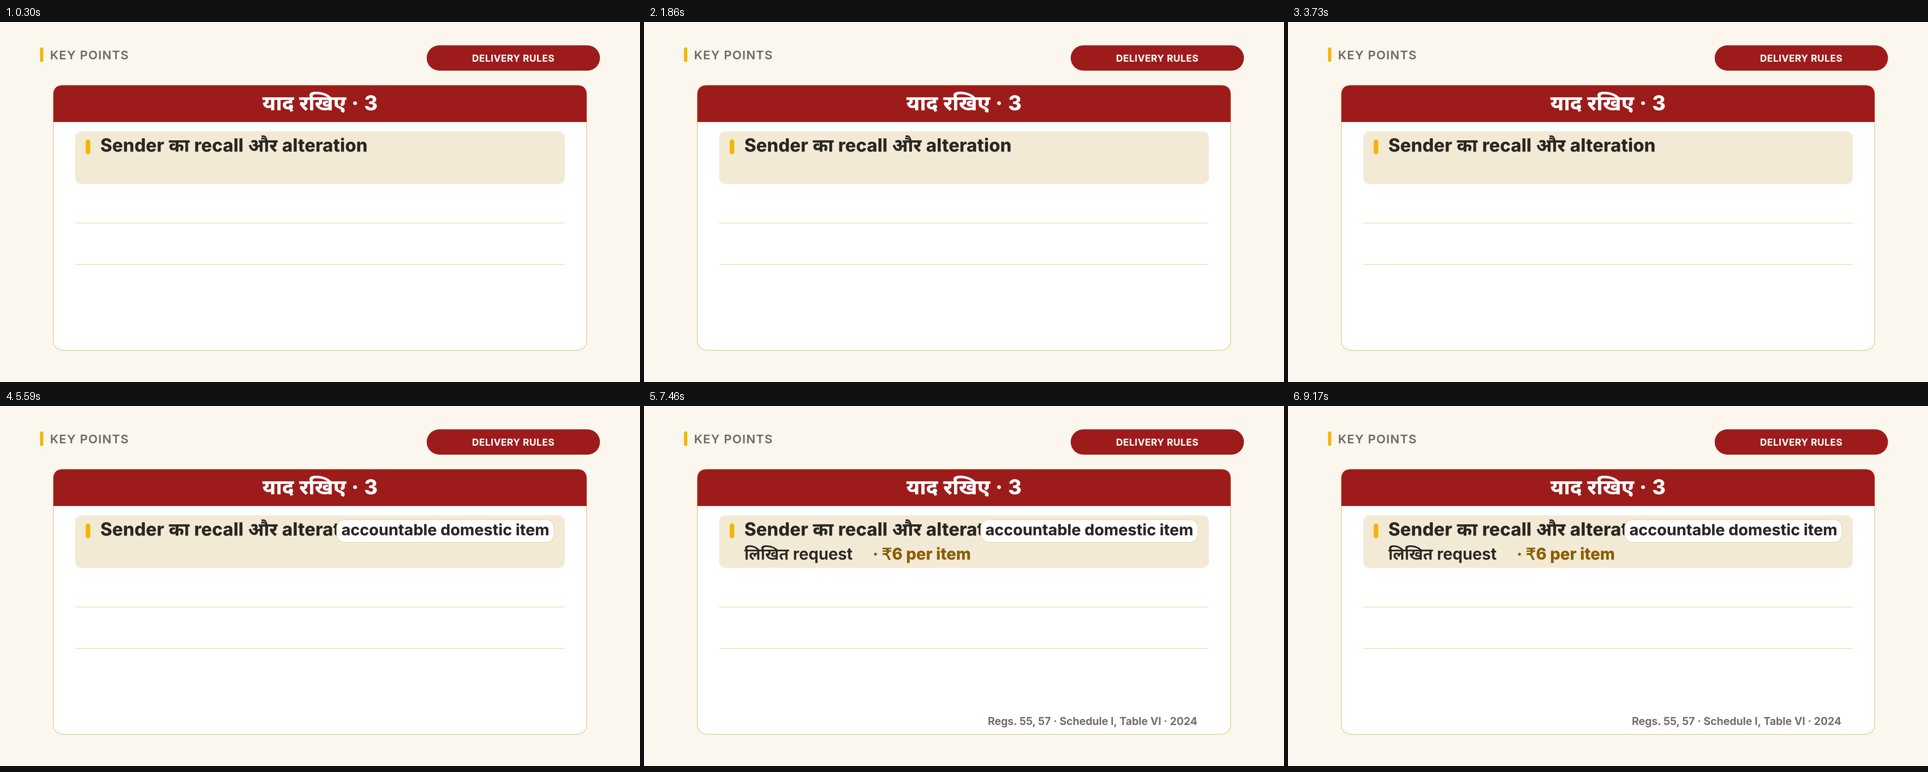 1. 0.30s
KEY POINTS
DELIVERY RULES
याद रखिए · 3
Sender का recall और alteration
2. 1.86s
KEY POINTS
DELIVERY RULES
याद रखिए · 3
Sender का recall और alteration
3. 3.73s
KEY POINTS
DELIVERY RULES
याद रखिए · 3
Sender का recall और alteration
4. 5.59s
KEY POINTS
DELIVERY RULES
याद रखिए · 3
Sender का recall और accountable domestic item
5. 7.46s
KEY POINTS
DELIVERY RULES
याद रखिए · 3
Sender का recall और accountable domestic item
लिखित request · ₹6 per item
Regs. 55, 57 · Schedule I, Table VI · 2024
6. 9.17s
KEY POINTS
DELIVERY RULES
याद रखिए · 3
Sender का recall और accountable domestic item
लिखित request · ₹6 per item
Regs. 55, 57 · Schedule I, Table VI · 2024